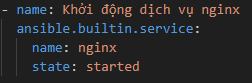 - name: Khởi động dịch vụ nginx
  ansible.builtin.service:
    name: nginx
    state: started